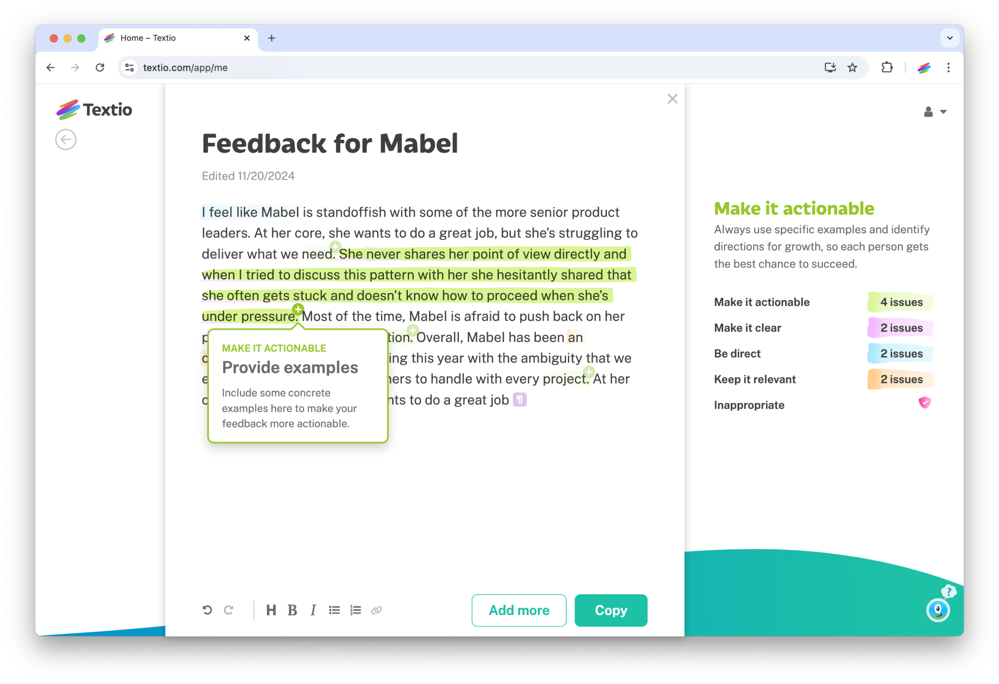 Home – Textio
textio.com/app/me
Textio
Feedback for Mabel
Edited 11/20/2024
I feel like Mabel is standoffish with some of the more senior product
leaders. At her core, she wants to do a great job, but she’s struggling to
deliver what we need. She never shares her point of view directly and
when I tried to discuss this pattern with her she hesitantly shared that
she often gets stuck and doesn’t know how to proceed when she’s
under pressure. Most of the time, Mabel is afraid to push back on her
Overall, Mabel has been an
this year with the ambiguity that we
to handle with every project. At her
to do a great job ¶
MAKE IT ACTIONABLE
Provide examples
Include some concrete
examples here to make your
feedback more actionable.
H B I
Add more
Copy
Make it actionable
Always use specific examples and identify
directions for growth, so each person gets
the best chance to succeed.
Make it actionable 4 issues
Make it clear 2 issues
Be direct 2 issues
Keep it relevant 2 issues
Inappropriate
?